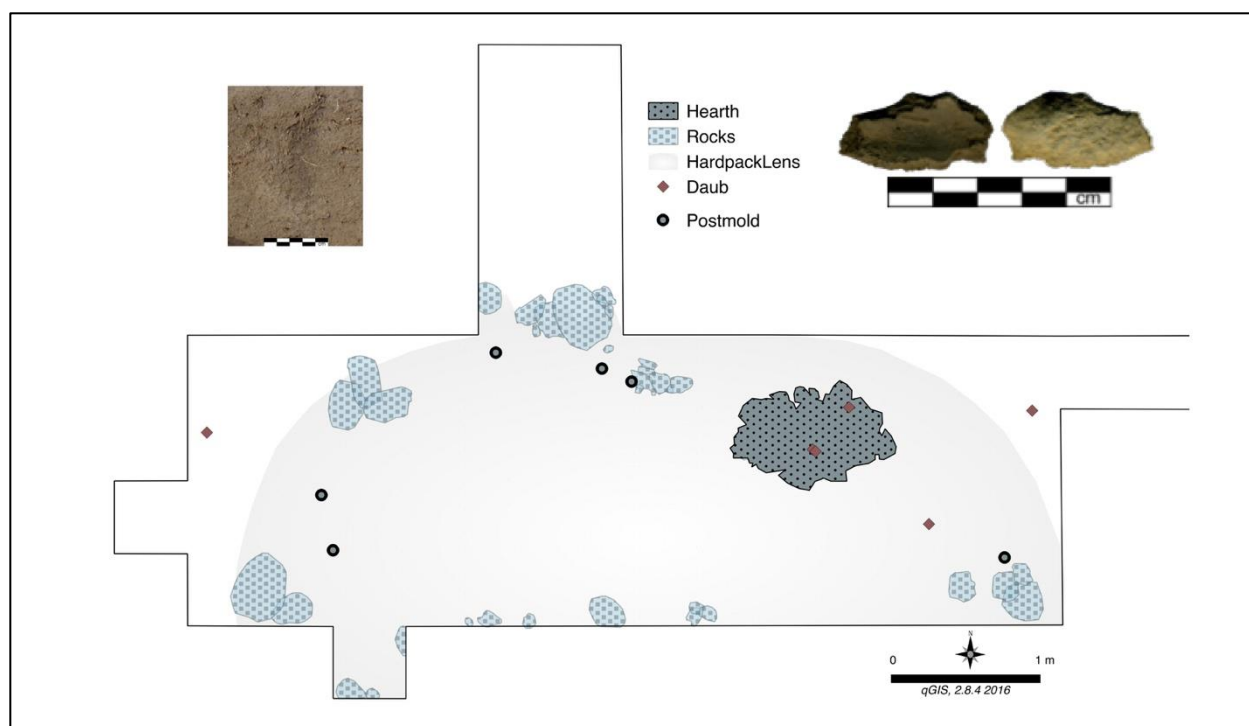 Hearth
Rocks
HardpackLens
Daub
Postmold
cm
N
0 1 m
qGIS, 2.8.4 2016